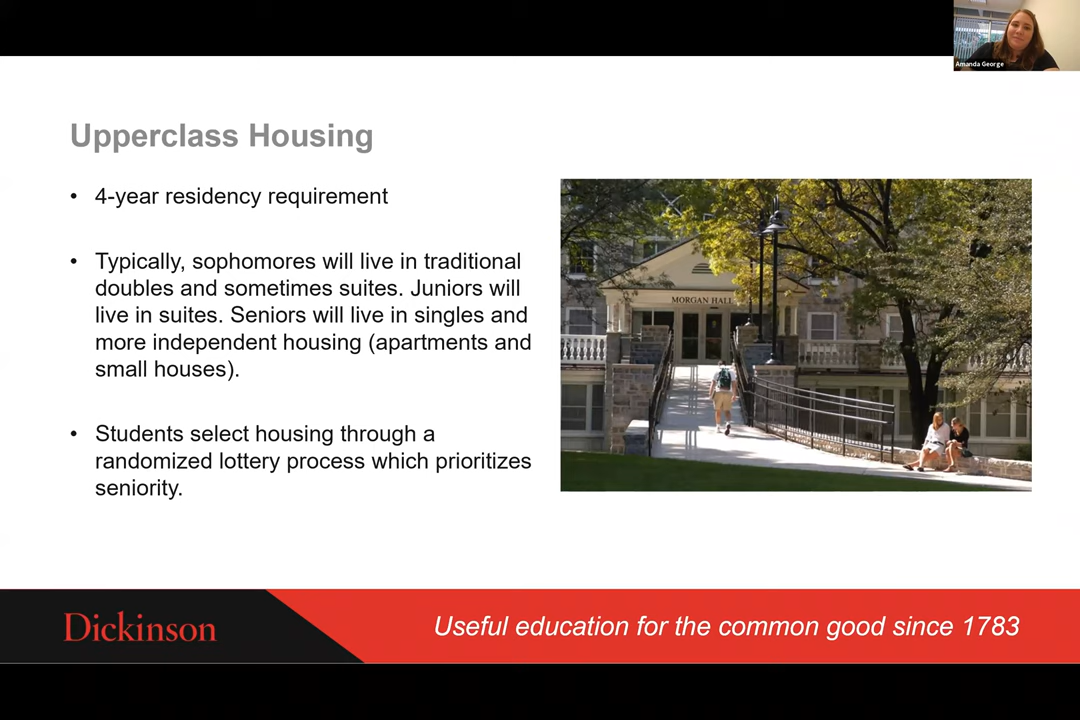 Amanda George
Upperclass Housing
• 4-year residency requirement
• Typically, sophomores will live in traditional
doubles and sometimes suites. Juniors will
live in suites. Seniors will live in singles and
more independent housing (apartments and
small houses).
• Students select housing through a
randomized lottery process which prioritizes
seniority.
MORGAN HALL
Dickinson
Useful education for the common good since 1783